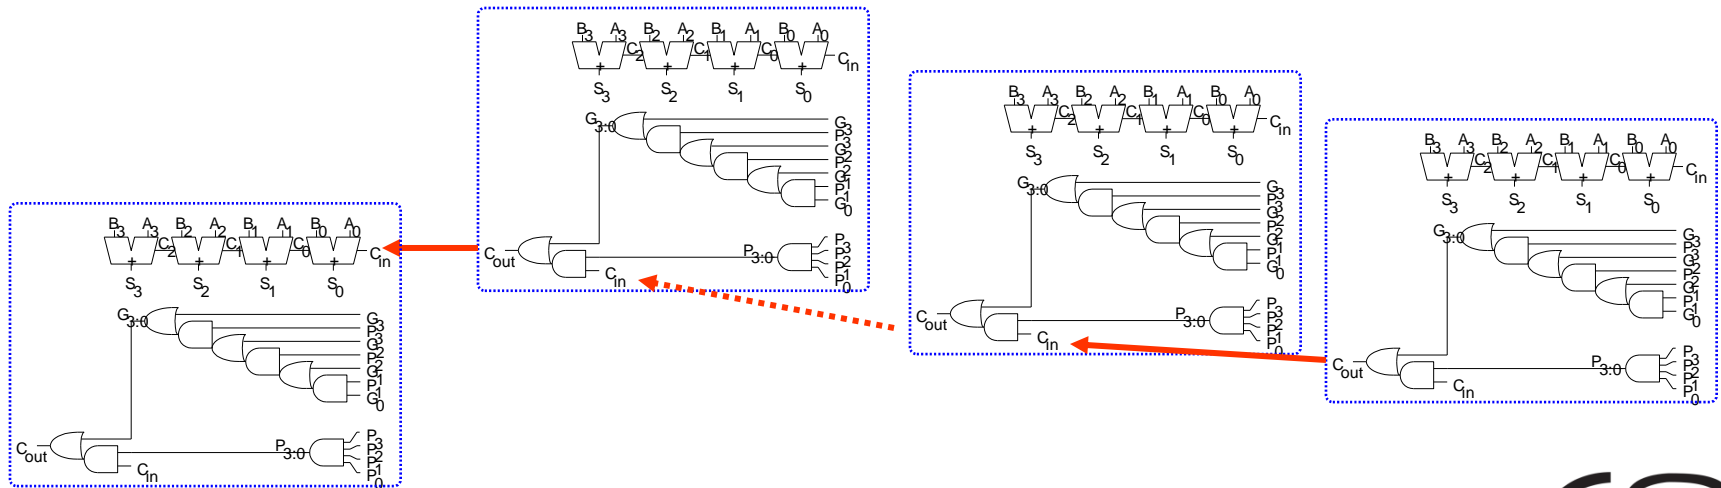 B3 A3 B2 A2 B1 A1 B0 A0
C2 C1 C0 Cin
+ + + +
S3 S2 S1 S0
G3:0 G3
P3
G2
P2
G1
P1
G0
Cout P3:0 P3
P2
P1
P0
Cin
B3 A3 B2 A2 B1 A1 B0 A0
C2 C1 C0 Cin
+ + + +
S3 S2 S1 S0
G3:0 G3
P3
G2
P2
G1
P1
G0
Cout P3:0 P3
P2
P1
P0
Cin
B3 A3 B2 A2 B1 A1 B0 A0
C2 C1 C0 Cin
+ + + +
S3 S2 S1 S0
G3:0 G3
P3
G2
P2
G1
P1
G0
Cout P3:0 P3
P2
P1
P0
Cin
B3 A3 B2 A2 B1 A1 B0 A0
C2 C1 C0 Cin
+ + + +
S3 S2 S1 S0
G3:0 G3
P3
G2
P2
G1
P1
G0
Cout P3:0 P3
P2
P1
P0
Cin